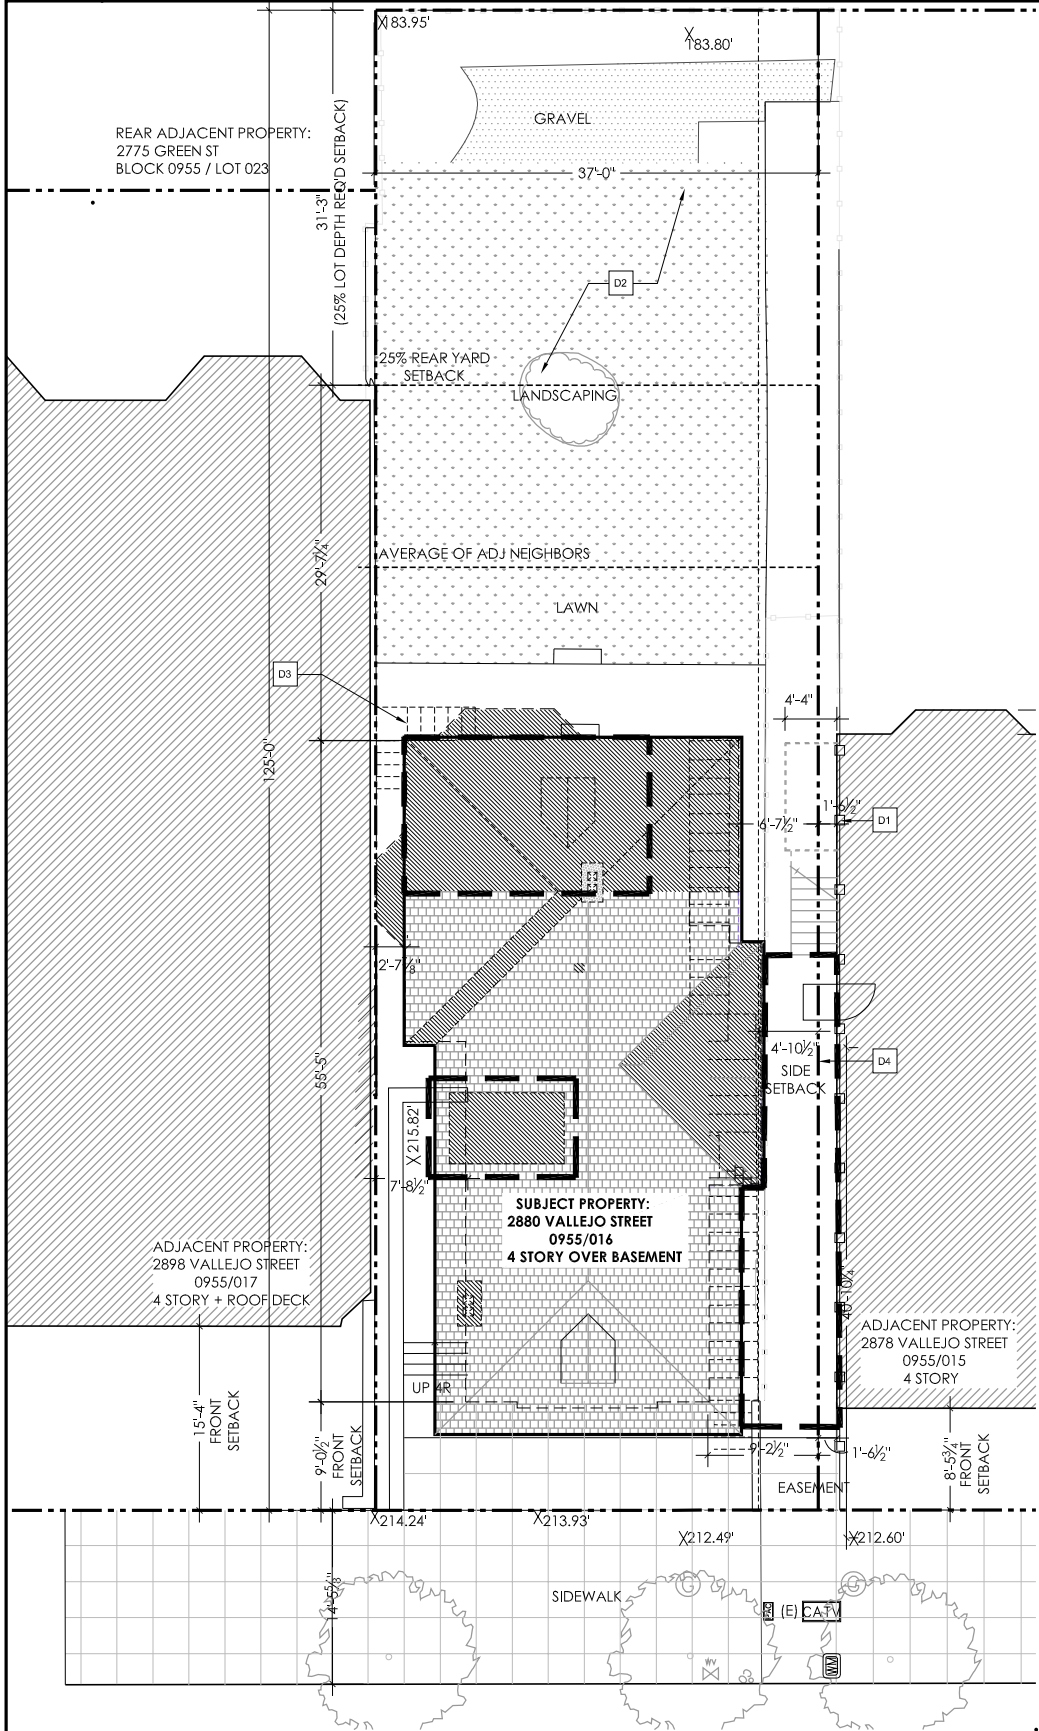 183.95'
183.80'
GRAVEL
REAR ADJACENT PROPERTY:
2775 GREEN ST
BLOCK 0955 / LOT 023
31'-3"
(25% LOT DEPTH REQ'D SETBACK)
37'-0"
D2
25% REAR YARD
SETBACK
LANDSCAPING
29'-7¼"
AVERAGE OF ADJ NEIGHBORS
LAWN
D3
4'-4"
125'-0"
1'-6½"
D1
6'-7½"
2'-7⅛"
4'-10½"
SIDE
SETBACK
D4
55'-5"
215.82'
7'-8½"
SUBJECT PROPERTY:
2880 VALLEJO STREET
0955/016
4 STORY OVER BASEMENT
ADJACENT PROPERTY:
2898 VALLEJO STREET
0955/017
4 STORY + ROOF DECK
40'-10¼"
ADJACENT PROPERTY:
2878 VALLEJO STREET
0955/015
4 STORY
UP 4R
15'-4"
FRONT
SETBACK
9'-0½"
FRONT
SETBACK
9'-2½"
1'-6½"
8'-5¾"
FRONT
SETBACK
EASEMENT
214.24'
213.93'
212.49'
212.60'
SIDEWALK
(E) CATV
WV
WM